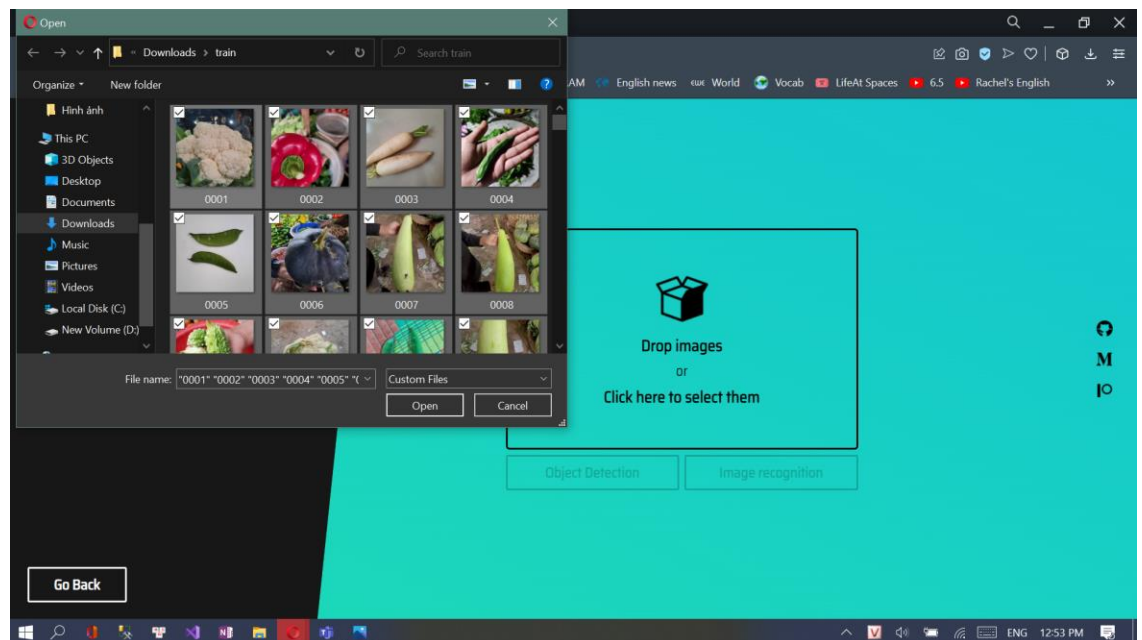 Open
« Downloads › train
Search train
Organize
New folder
AM
English news
World
Vocab
LifeAt Spaces
6.5
Rachel's English
»
Hình ảnh
This PC
3D Objects
Desktop
Documents
Downloads
Music
Pictures
Videos
Local Disk (C:)
New Volume (D:)
0001
0002
0003
0004
0005
0006
0007
0008
File name:
"0001" "0002" "0003" "0004" "0005" "(
Custom Files
Open
Cancel
Drop images
or
Click here to select them
Object Detection
Image recognition
Go Back
ENG
12:53 PM